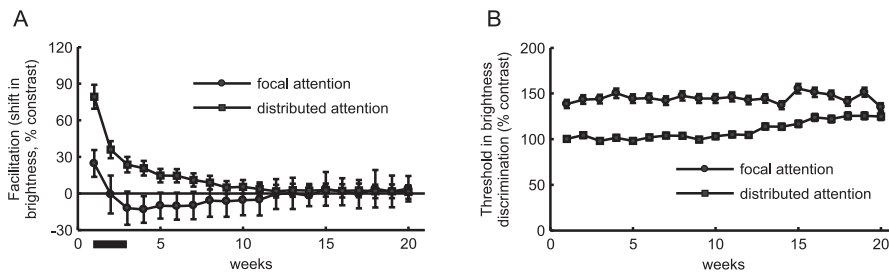 A
Facilitation (shift in
brightness, % constrast)
120
90
60
30
0
-30
focal attention
distributed attention
0
5
10
15
20
weeks
B
Threshold in brightness
discrimination (% contrast)
200
150
100
50
0
focal attention
distributed attention
0
5
10
15
20
weeks